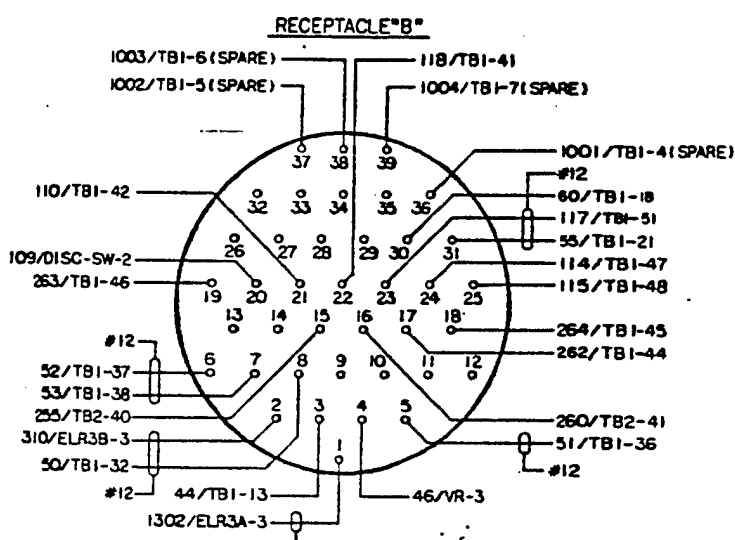 RECEPTACLE"B"
1003/TB1-6(SPARE)
118/TB1-41
1002/TB1-5(SPARE)
1004/TB1-7(SPARE)
37 38 39
1001/TB1-4(SPARE)
#12
110/TB1-42
32 33 34 35 36
60/TB1-18
117/TB1-51
26 27 28 29 30 31
55/TB1-21
109/DISC-SW-2
114/TB1-47
263/TB1-46
19 20 21 22 23 24 25
115/TB1-48
13 14 15 16 17 18
264/TB1-45
#12
262/TB1-44
52/TB1-37
6 7 8 9 10 11 12
53/TB1-38
255/TB2-40
2 3 4 5
260/TB2-41
310/ELR3B-3
51/TB1-36
50/TB1-32
1
#12
#12
44/TB1-13
46/VR-3
1302/ELR3A-3